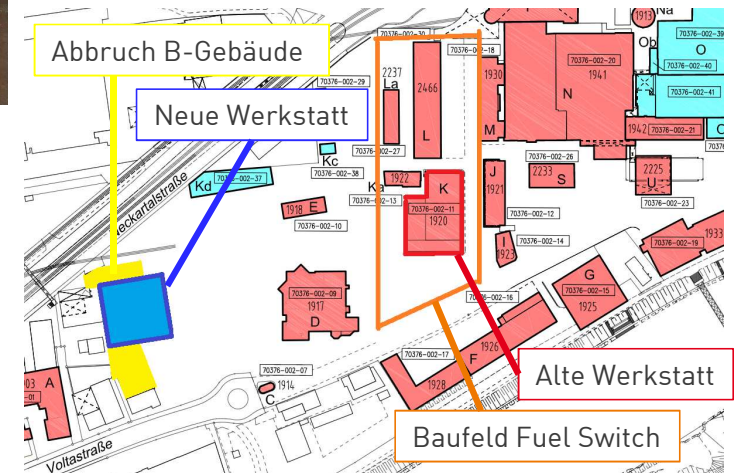 Abbruch B-Gebäude
Neue Werkstatt
Alte Werkstatt
Baufeld Fuel Switch
Neckartalstraße
Voltastraße
70376-002-30
70376-002-18
1930
M
2237
La
2466
L
70376-002-29
70376-002-27
Kc
70376-002-38
Kd
70376-002-37
1922
Ka
70376-002-13
K
70376-002-11
1920
1918 E
70376-002-10
J
1921
70376-002-12
I
1923
70376-002-14
70376-002-26
2233
S
70376-002-20
1941
N
Na
1913
Ob
70376-002-39
O
70376-002-40
70376-002-41
1942
70376-002-21
2225
U
70376-002-23
70376-002-19
1933
G
70376-002-15
1925
70376-002-16
1926
F
1928
70376-002-17
70376-002-09
1917
D
70376-002-07
1914
C
A